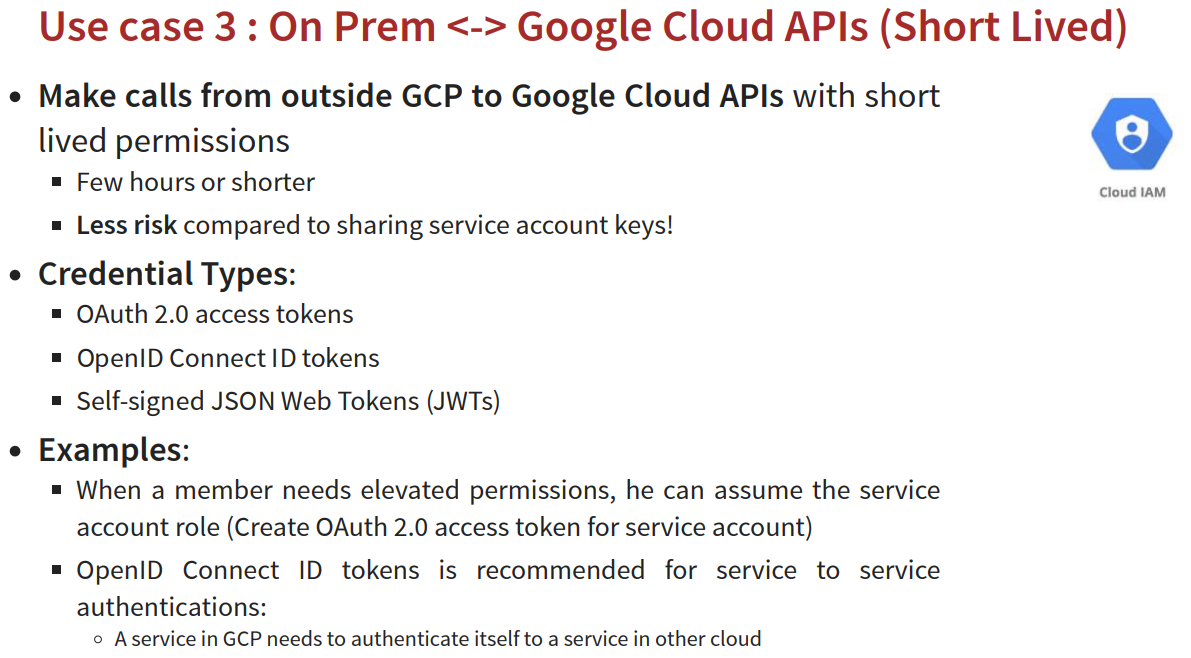 Use case 3 : On Prem <-> Google Cloud APIs (Short Lived)
Make calls from outside GCP to Google Cloud APIs with short
lived permissions
Few hours or shorter
Less risk compared to sharing service account keys!
Cloud IAM
Credential Types:
OAuth 2.0 access tokens
OpenID Connect ID tokens
Self-signed JSON Web Tokens (JWTs)
Examples:
When a member needs elevated permissions, he can assume the service
account role (Create OAuth 2.0 access token for service account)
OpenID Connect ID tokens is recommended for service to service
authentications:
A service in GCP needs to authenticate itself to a service in other cloud